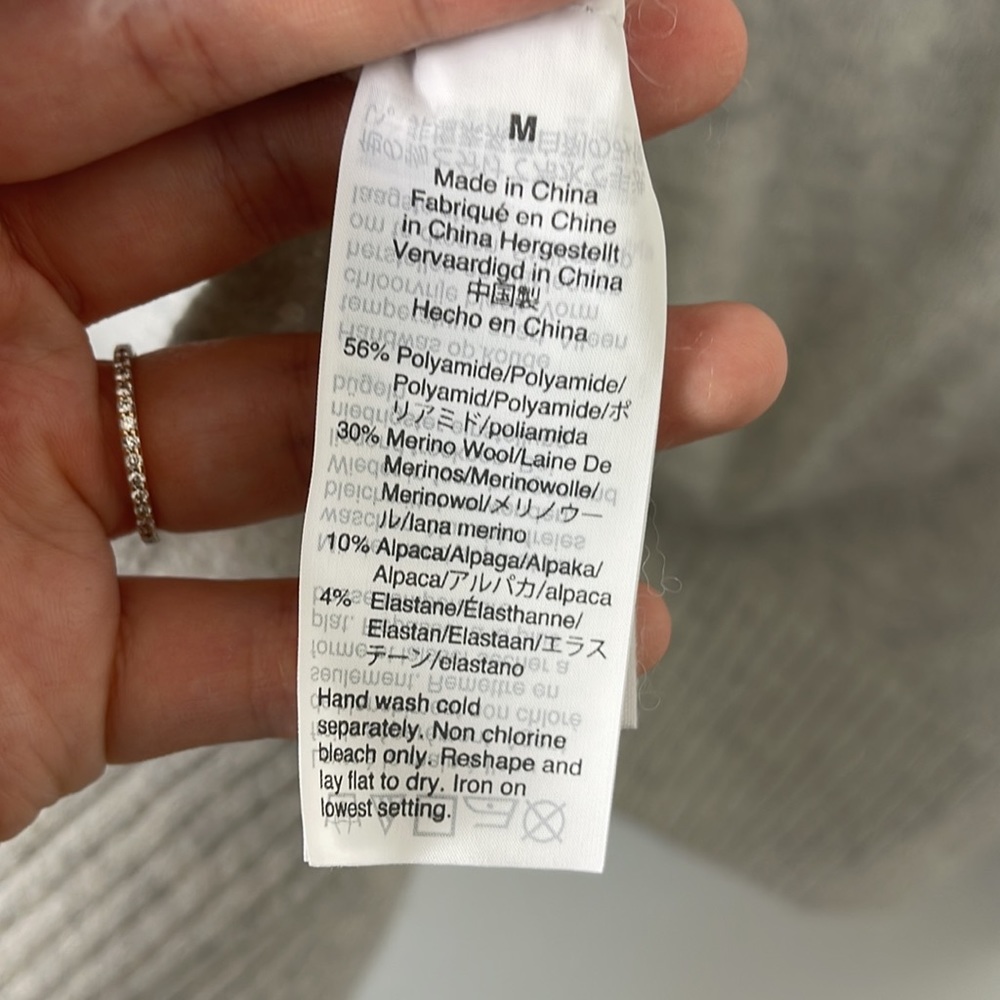 M
Made in China
Fabriqué en Chine
in China Hergestellt
Vervaardigd in China
中国製
Hecho en China
56% Polyamide/Polyamide/
Polyamid/Polyamide/ポ
リアミド/poliamida
30% Merino Wool/Laine De
Merinos/Merinowolle/
Merinowol/メリノウー
ル/lana merino
10% Alpaca/Alpaga/Alpaka/
Alpaca/アルパカ/alpaca
4% Elastane/Élasthanne/
Elastan/Elastaan/エラス
テーン/elastano
Hand wash cold
separately. Non chlorine
bleach only. Reshape and
lay flat to dry. Iron on
lowest setting.